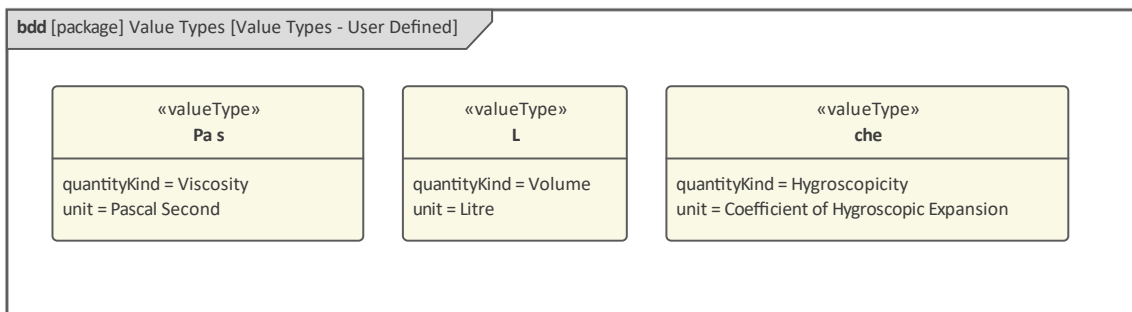 bdd [package] Value Types [Value Types - User Defined]
«valueType»
Pa s
quantityKind = Viscosity
unit = Pascal Second
«valueType»
L
quantityKind = Volume
unit = Litre
«valueType»
che
quantityKind = Hygroscopicity
unit = Coefficient of Hygroscopic Expansion